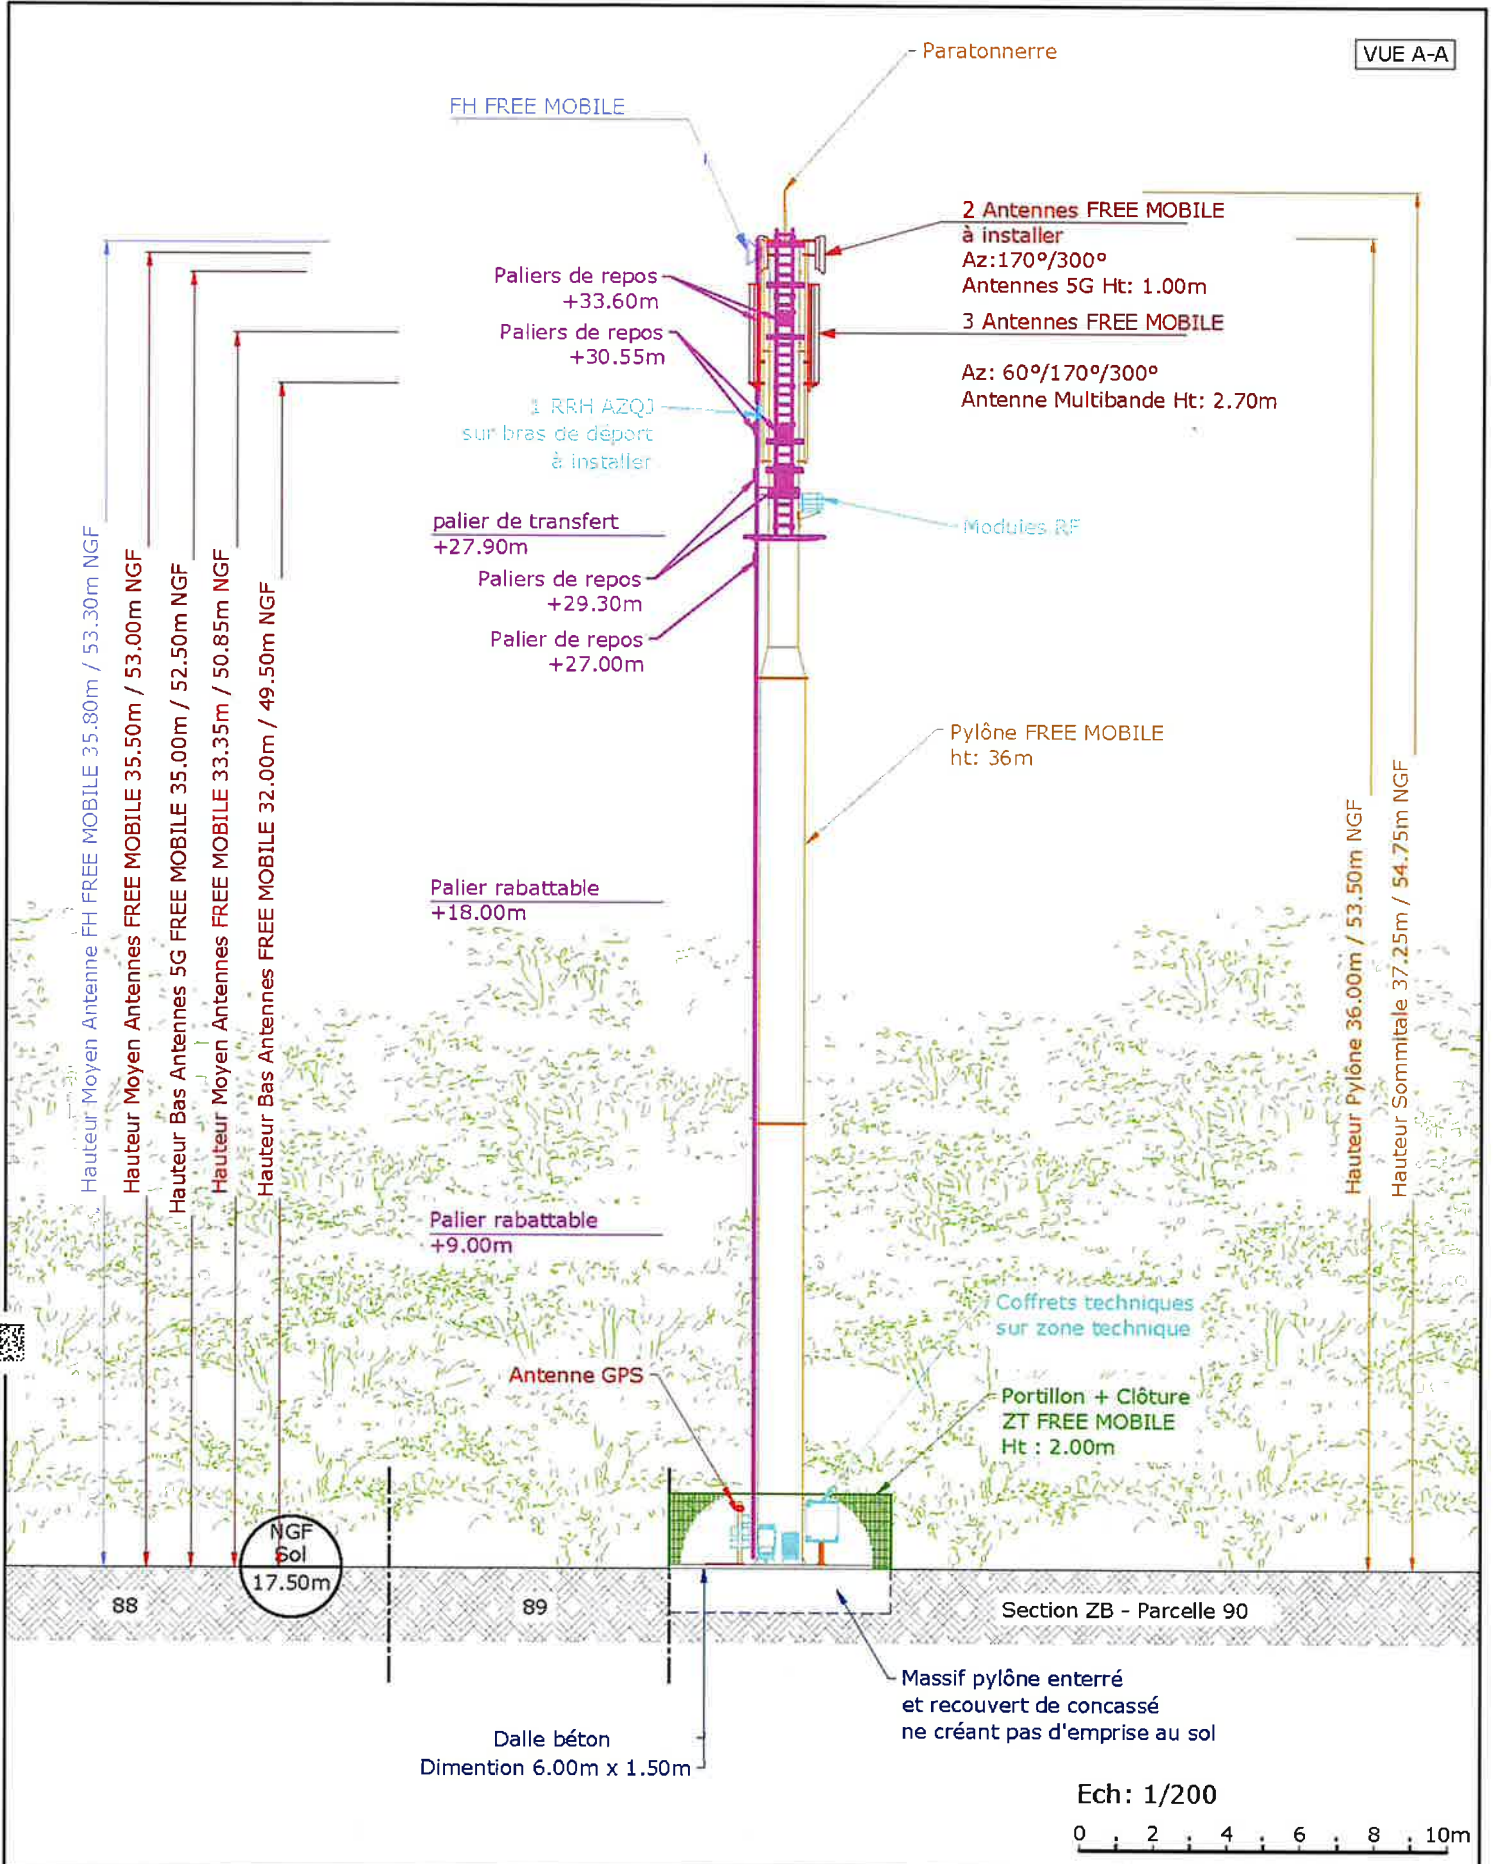 VUE A-A
Paratonnerre
FH FREE MOBILE
2 Antennes FREE MOBILE
à installer
Az:170°/300°
Antennes 5G Ht: 1.00m
3 Antennes FREE MOBILE
Az: 60°/170°/300°
Antenne Multibande Ht: 2.70m
Paliers de repos
+33.60m
Paliers de repos
+30.55m
1 RRH AZQJ
sur bras de déport
à installer
Modules RF
palier de transfert
+27.90m
Paliers de repos
+29.30m
Palier de repos
+27.00m
Pylône FREE MOBILE
ht: 36m
Hauteur Moyen Antenne FH FREE MOBILE 35.80m / 53.30m NGF
Hauteur Moyen Antennes FREE MOBILE 35.50m / 53.00m NGF
Hauteur Bas Antennes 5G FREE MOBILE 35.00m / 52.50m NGF
Hauteur Moyen Antennes FREE MOBILE 33.35m / 50.85m NGF
Hauteur Bas Antennes FREE MOBILE 32.00m / 49.50m NGF
Hauteur Pylône 36.00m / 53.50m NGF
Hauteur Sommitale 37.25m / 54.75m NGF
Palier rabattable
+18.00m
Palier rabattable
+9.00m
Coffrets techniques
sur zone technique
Antenne GPS
Portillon + Clôture
ZT FREE MOBILE
Ht : 2.00m
NGF
Sol
17.50m
88
89
Section ZB - Parcelle 90
Massif pylône enterré
et recouvert de concassé
ne créant pas d'emprise au sol
Dalle béton
Dimention 6.00m x 1.50m
Ech: 1/200
0 2 4 6 8 10m